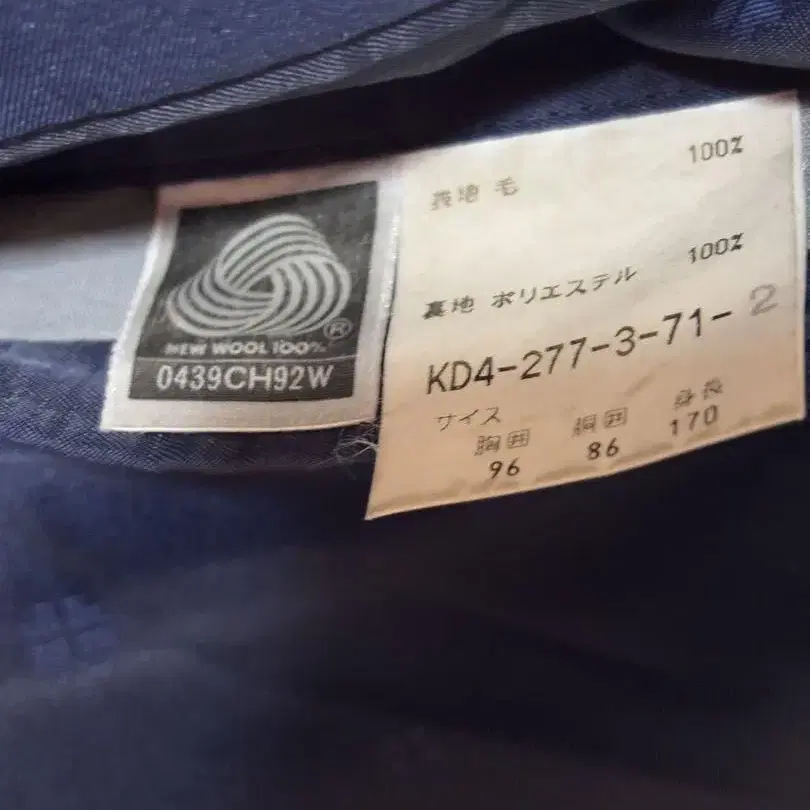 NEW WOOL 100%
0439CH92W
表地 毛 100%
裏地 ポリエステル 100%
KD4-277-3-71-2
サイズ
胸囲 胴囲 身長
96 86 170